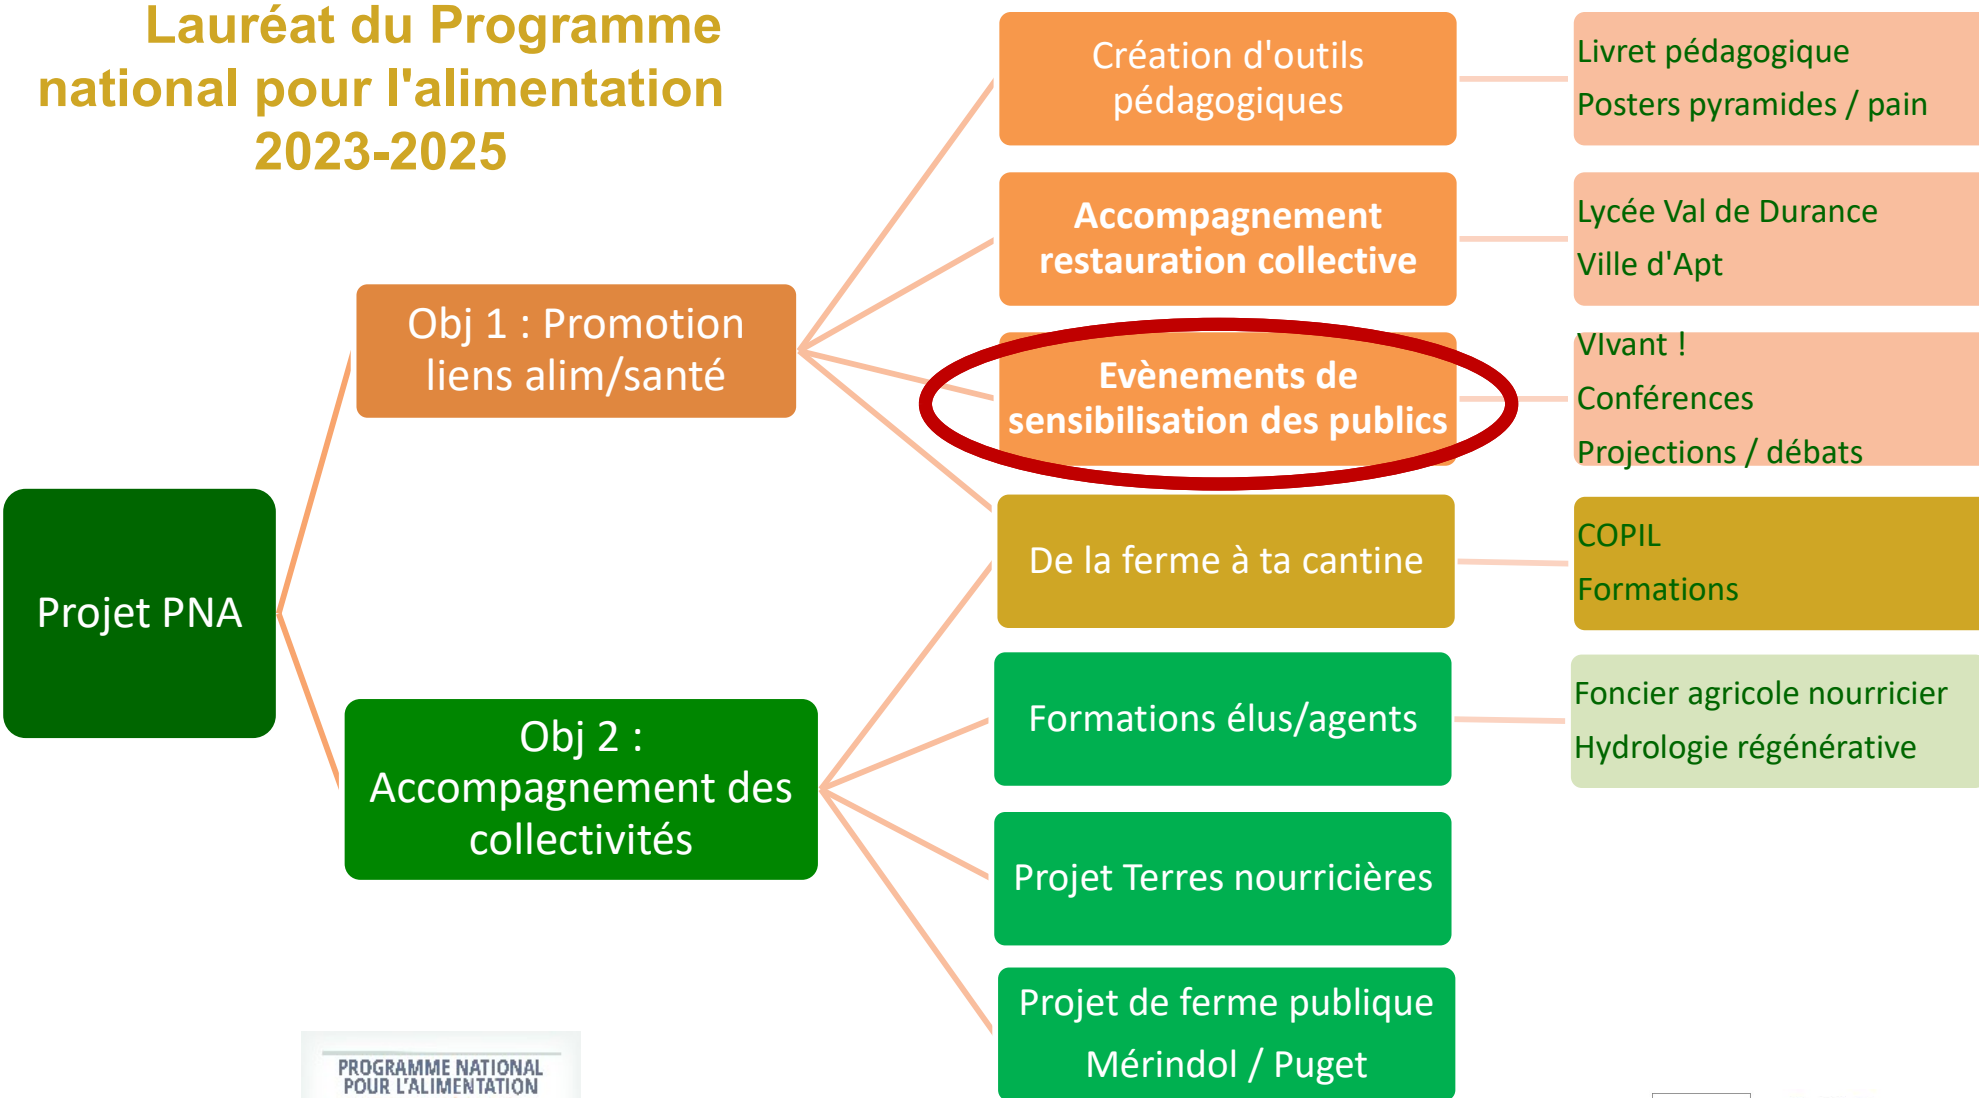 Lauréat du Programme
national pour l'alimentation
2023-2025
Projet PNA
Obj 1 : Promotion
liens alim/santé
Obj 2 :
Accompagnement des
collectivités
Création d'outils
pédagogiques
Livret pédagogique
Posters pyramides / pain
Accompagnement
restauration collective
Lycée Val de Durance
Ville d'Apt
Evènements de
sensibilisation des publics
VIvant !
Conférences
Projections / débats
De la ferme à ta cantine
COPIL
Formations
Formations élus/agents
Foncier agricole nourricier
Hydrologie régénérative
Projet Terres nourricières
Projet de ferme publique
Mérindol / Puget
PROGRAMME NATIONAL
POUR L'ALIMENTATION